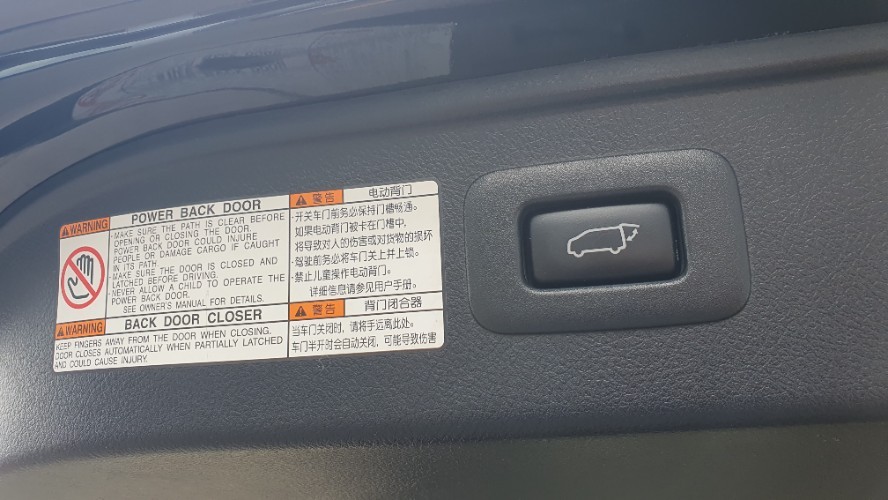 WARNING
POWER BACK DOOR
·MAKE SURE THE PATH IS CLEAR BEFORE
OPENING OR CLOSING THE DOOR.
POWER BACK DOOR COULD INJURE
PEOPLE OR DAMAGE CARGO IF CAUGHT
IN ITS PATH.
·MAKE SURE THE DOOR IS CLOSED AND
LATCHED BEFORE DRIVING.
·NEVER ALLOW A CHILD TO OPERATE THE
POWER BACK DOOR.
SEE OWNER'S MANUAL FOR DETAILS.
WARNING
BACK DOOR CLOSER
KEEP FINGERS AWAY FROM THE DOOR WHEN CLOSING.
DOOR CLOSES AUTOMATICALLY WHEN PARTIALLY LATCHED
AND COULD CAUSE INJURY.
警告
电动背门
·开关车门前务必保持门槽畅通。
如果电动背门被卡在门槽中,
将导致对人的伤害或对货物的损坏
·驾驶前务必将车门关上并上锁。
·禁止儿童操作电动背门。
详细信息请参见用户手册。
警告
背门闭合器
当车门关闭时, 请将手远离此处。
车门半开时会自动关闭, 可能导致伤害